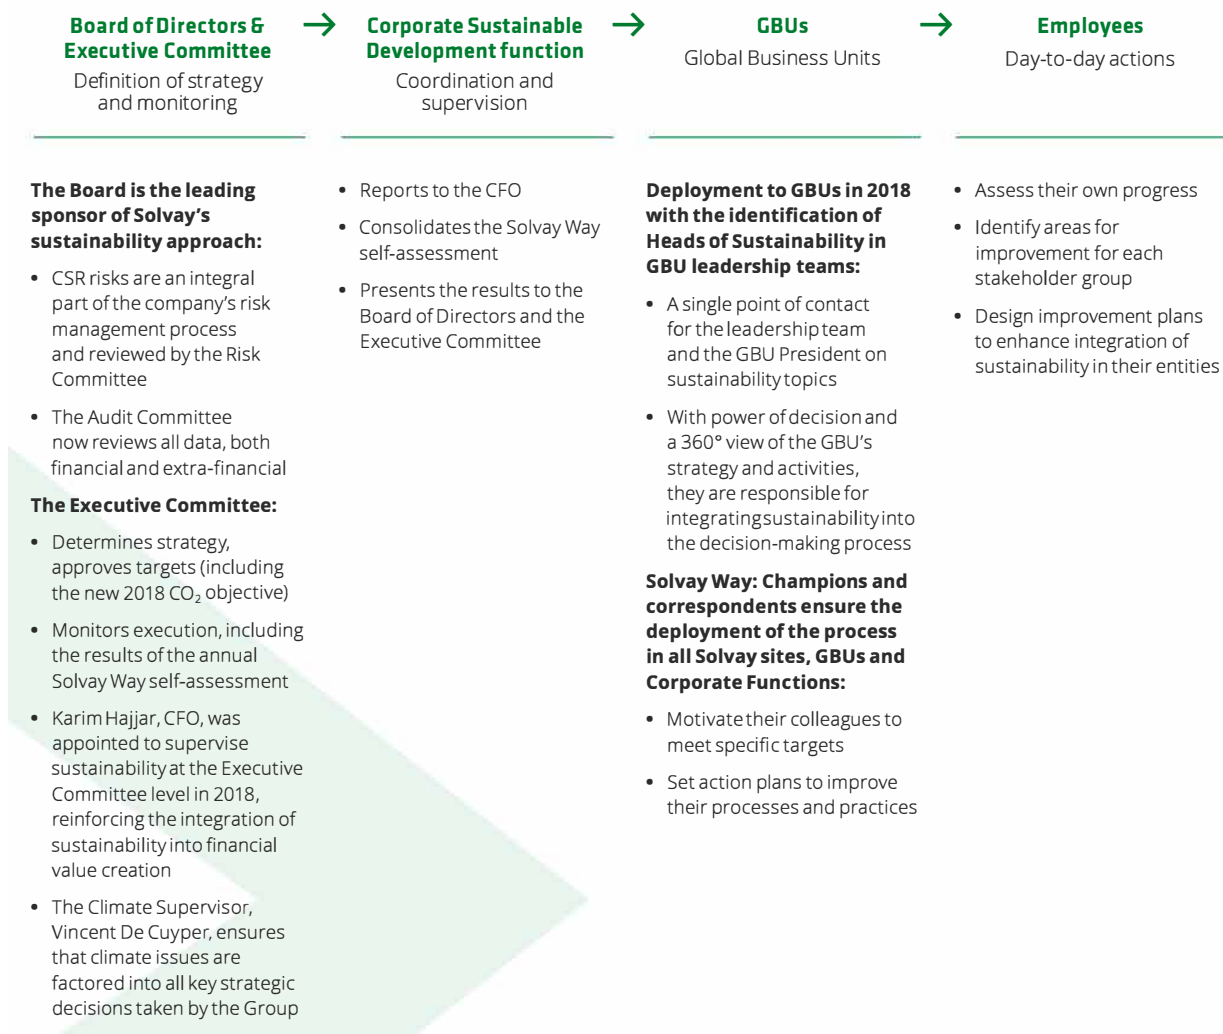 Board of Directors &
Executive Committee
Definition of strategy
and monitoring
→
Corporate Sustainable
Development function
Coordination and
supervision
→
GBUs
Global Business Units
→
Employees
Day-to-day actions
The Board is the leading
sponsor of Solvay's
sustainability approach:
• CSR risks are an integral
part of the company's risk
management process
and reviewed by the Risk
Committee
• The Audit Committee
now reviews all data, both
financial and extra-financial
The Executive Committee:
• Determines strategy,
approves targets (including
the new 2018 CO₂ objective)
• Monitors execution, including
the results of the annual
Solvay Way self-assessment
• Karim Hajjar, CFO, was
appointed to supervise
sustainability at the Executive
Committee level in 2018,
reinforcing the integration of
sustainability into financial
value creation
• The Climate Supervisor,
Vincent De Cuyper, ensures
that climate issues are
factored into all key strategic
decisions taken by the Group
• Reports to the CFO
• Consolidates the Solvay Way
self-assessment
• Presents the results to the
Board of Directors and the
Executive Committee
Deployment to GBUs in 2018
with the identification of
Heads of Sustainability in
GBU leadership teams:
• A single point of contact
for the leadership team
and the GBU President on
sustainability topics
• With power of decision and
a 360° view of the GBU's
strategy and activities,
they are responsible for
integrating sustainability into
the decision-making process
Solvay Way: Champions and
correspondents ensure the
deployment of the process
in all Solvay sites, GBUs and
Corporate Functions:
• Motivate their colleagues to
meet specific targets
• Set action plans to improve
their processes and practices
• Assess their own progress
• Identify areas for
improvement for each
stakeholder group
• Design improvement plans
to enhance integration of
sustainability in their entities